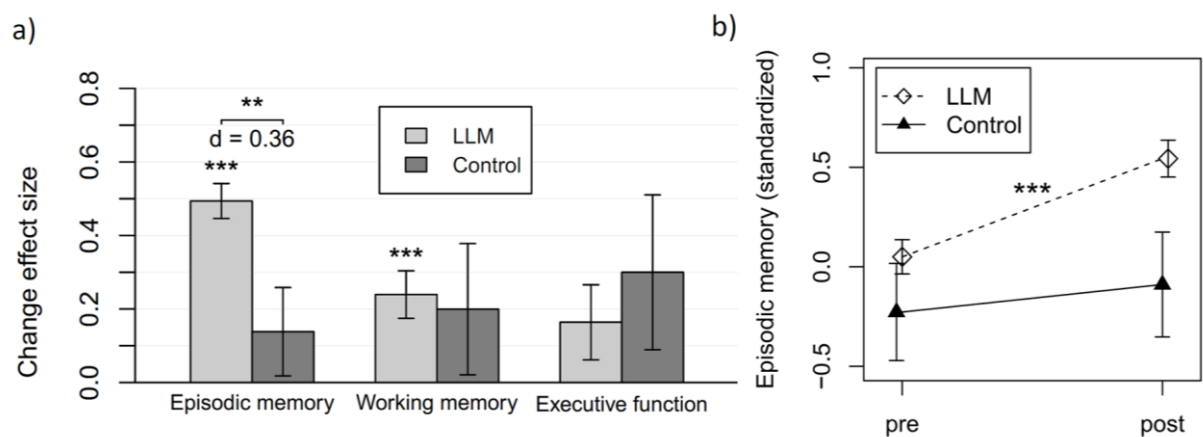 a)
Change effect size
0.8
0.6
0.4
0.2
0.0
**
d = 0.36
***
***
LLM
Control
Episodic memory
Working memory
Executive function
b)
Episodic memory (standardized)
1.0
0.5
0.0
−0.5
LLM
Control
***
pre
post